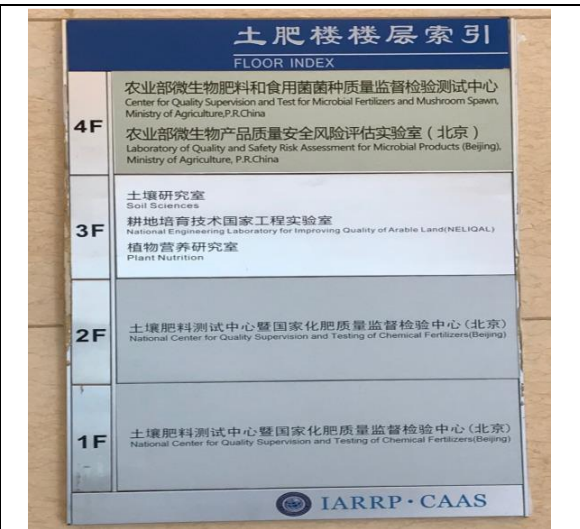 土肥楼楼层索引
FLOOR INDEX
4F
农业部微生物肥料和食用菌菌种质量监督检验测试中心
Center for Quality Supervision and Test for Microbial Fertilizers and Mushroom Spawn,
Ministry of Agriculture,P.R.China
农业部微生物产品质量安全风险评估实验室（北京）
Laboratory of Quality and Safety Risk Assessment for Microbial Products (Beijing),
Ministry of Agriculture, P.R.China
3F
土壤研究室
Soil Sciences
耕地培育技术国家工程实验室
National Engineering Laboratory for Improving Quality of Arable Land(NELIQAL)
植物营养研究室
Plant Nutrition
2F
土壤肥料测试中心暨国家化肥质量监督检验中心(北京)
National Center for Quality Supervision and Testing of Chemical Fertilizers(Beijing)
1F
土壤肥料测试中心暨国家化肥质量监督检验中心(北京)
National Center for Quality Supervision and Testing of Chemical Fertilizers(Beijing)
IARRP·CAAS